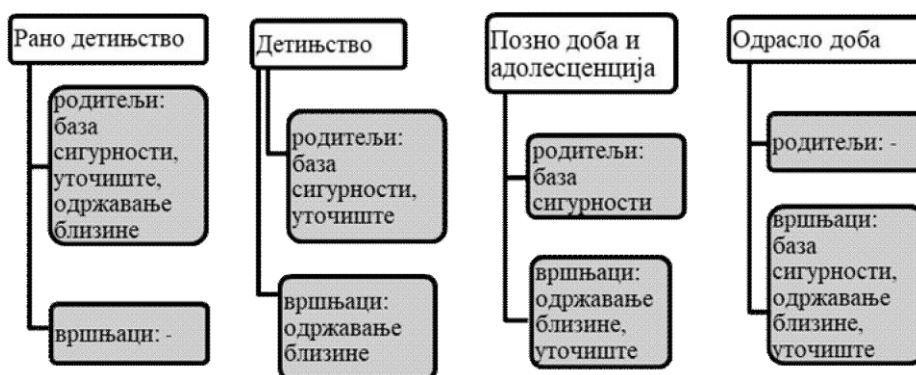 Рано детињство
родитељи:
база
сигурности,
уточиште,
одржавање
близине
вршњаци: -
Детињство
родитељи:
база
сигурности,
уточиште
вршњаци:
одржавање
близине
Позно доба и
адолесценција
родитељи:
база
сигурности
вршњаци:
одржавање
близине,
уточиште
Одрасло доба
родитељи: -
вршњаци:
база
сигурности,
одржавање
близине,
уточиште